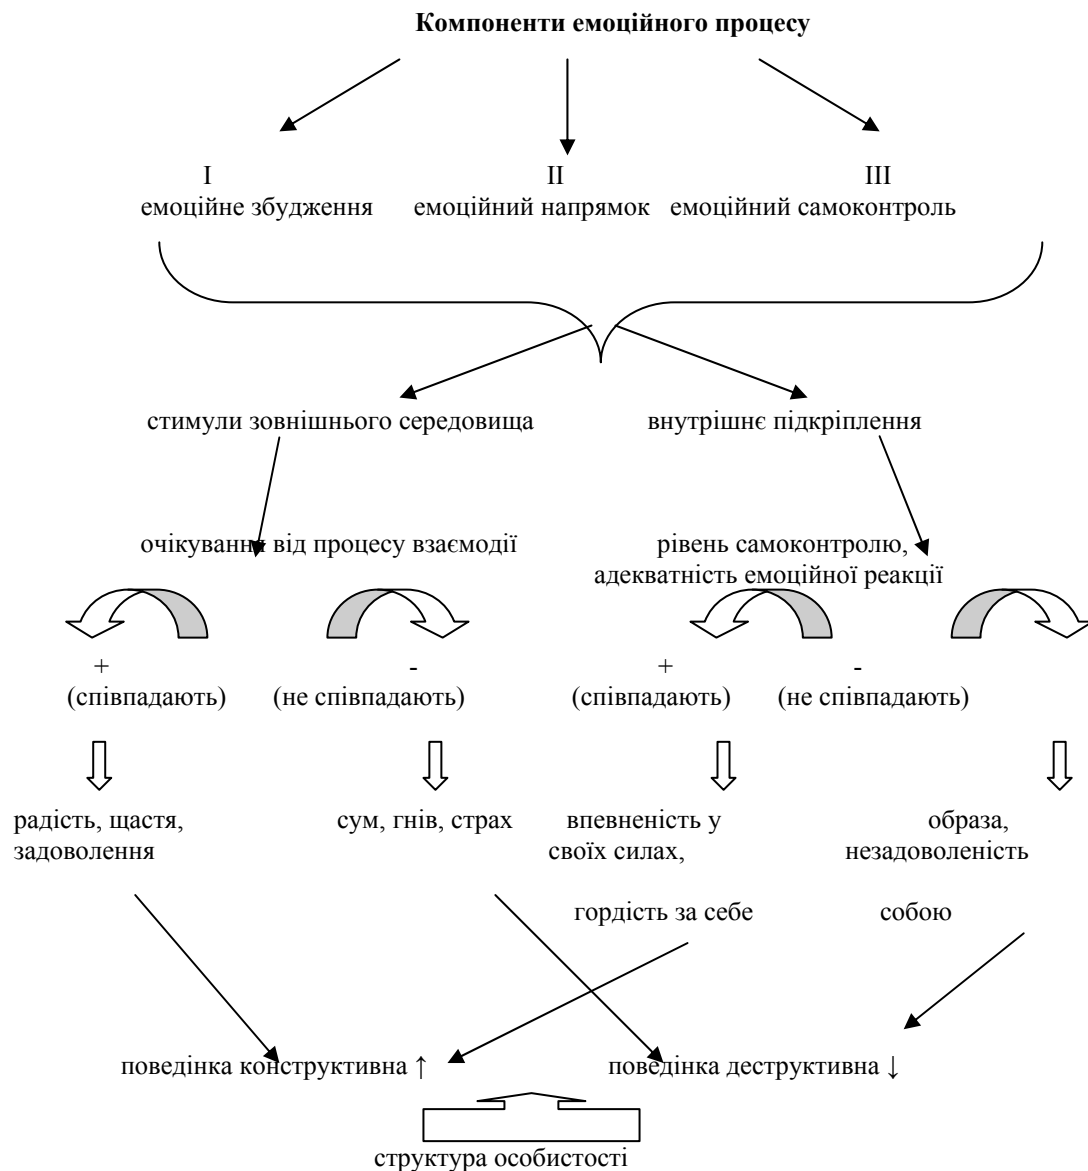 Компоненти емоційного процесу
I II III
емоційне збудження емоційний напрямок емоційний самоконтроль
стимули зовнішнього середовища внутрішнє підкріплення
очікування від процесу взаємодії рівень самоконтролю,
адекватність емоційної реакції
+ - + -
(співпадають) (не співпадають) (співпадають) (не співпадають)
радість, щастя, сум, гнів, страх впевненість у образа,
задоволення своїх силах, незадоволеність
гордість за себе собою
поведінка конструктивна ↑ поведінка деструктивна ↓
структура особистості